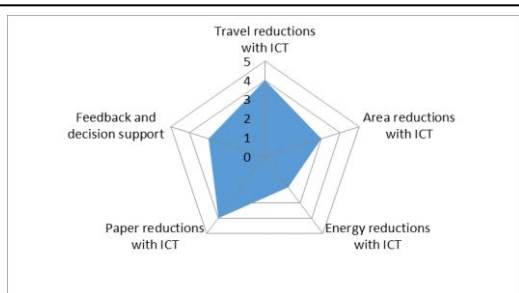 Travel reductions
with ICT
5
4
3
2
1
0
Feedback and
decision support
Area reductions
with ICT
Paper reductions
with ICT
Energy reductions
with ICT